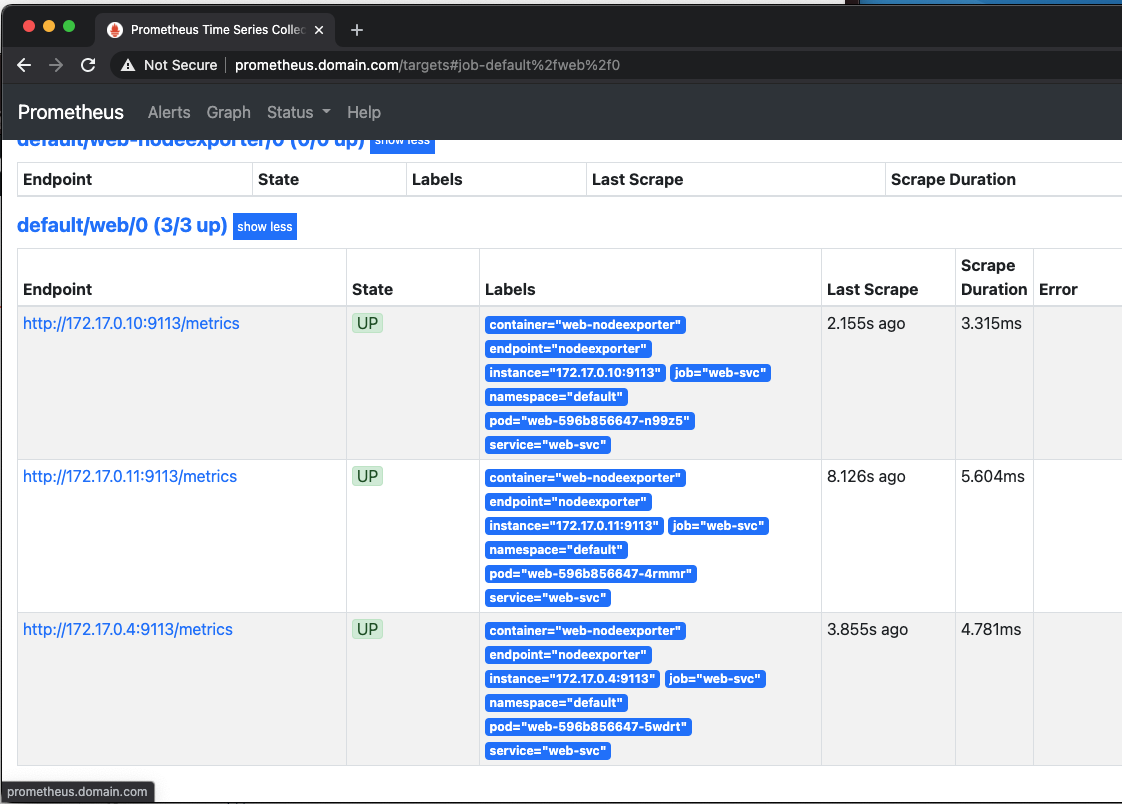 Prometheus Time Series Collec
Not Secure prometheus.domain.com/targets#job-default%2fweb%2f0
Prometheus Alerts Graph Status Help
default/web-nodeexporter/0 (0/0 up) show less
Endpoint State Labels Last Scrape Scrape Duration
default/web/0 (3/3 up) show less
Endpoint State Labels Last Scrape Scrape Duration Error
http://172.17.0.10:9113/metrics UP container="web-nodeexporter" 2.155s ago 3.315ms
endpoint="nodeexporter"
instance="172.17.0.10:9113" job="web-svc"
namespace="default"
pod="web-596b856647-n99z5"
service="web-svc"
http://172.17.0.11:9113/metrics UP container="web-nodeexporter" 8.126s ago 5.604ms
endpoint="nodeexporter"
instance="172.17.0.11:9113" job="web-svc"
namespace="default"
pod="web-596b856647-4rmmr"
service="web-svc"
http://172.17.0.4:9113/metrics UP container="web-nodeexporter" 3.855s ago 4.781ms
endpoint="nodeexporter"
instance="172.17.0.4:9113" job="web-svc"
namespace="default"
pod="web-596b856647-5wdrt"
service="web-svc"
prometheus.domain.com